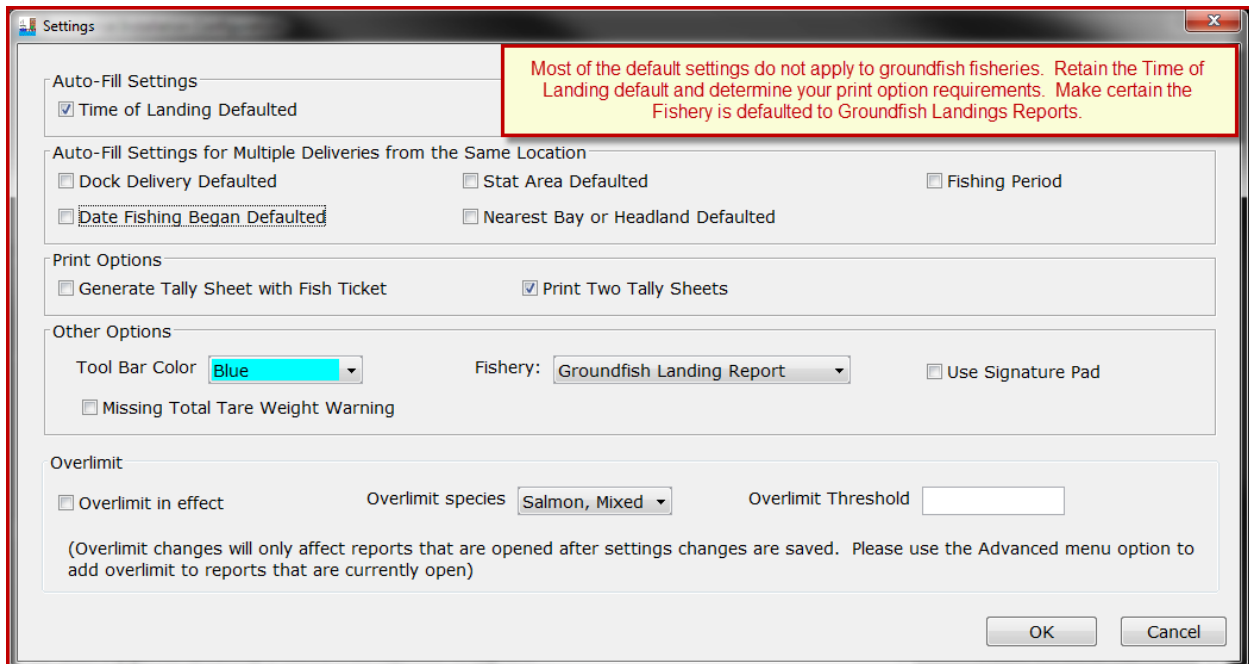 Settings
Most of the default settings do not apply to groundfish fisheries.  Retain the Time of
Landing default and determine your print option requirements.  Make certain the
Fishery is defaulted to Groundfish Landings Reports.
Auto-Fill Settings
Time of Landing Defaulted
Auto-Fill Settings for Multiple Deliveries from the Same Location
Dock Delivery Defaulted Stat Area Defaulted Fishing Period
Date Fishing Began Defaulted Nearest Bay or Headland Defaulted
Print Options
Generate Tally Sheet with Fish Ticket Print Two Tally Sheets
Other Options
Tool Bar Color Blue Fishery: Groundfish Landing Report Use Signature Pad
Missing Total Tare Weight Warning
Overlimit
Overlimit in effect Overlimit species Salmon, Mixed Overlimit Threshold
(Overlimit changes will only affect reports that are opened after settings changes are saved.  Please use the Advanced menu option to
add overlimit to reports that are currently open)
OK Cancel